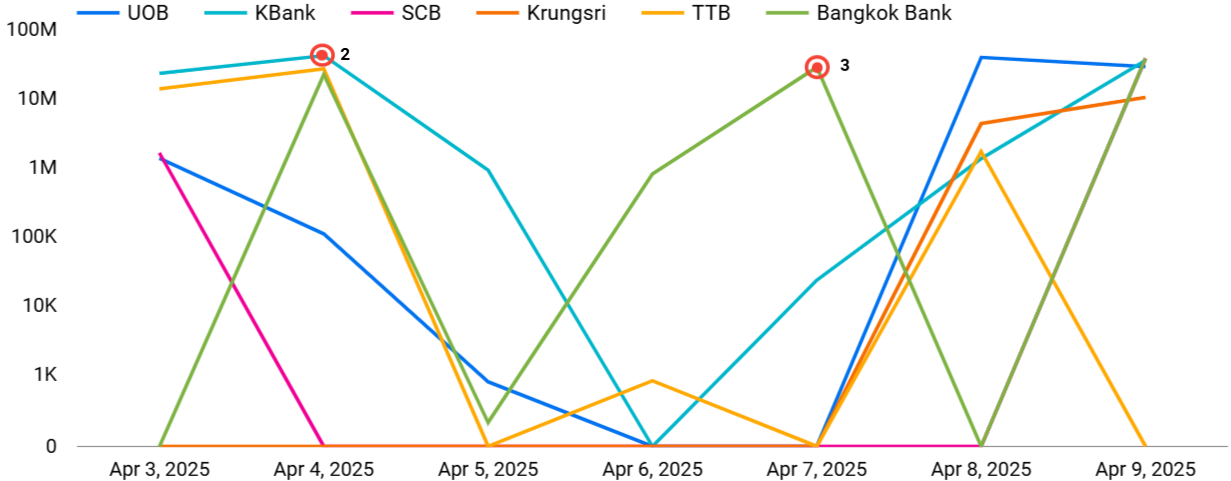 UOB KBank SCB Krungsri TTB Bangkok Bank
100M
2
3
10M
1M
100K
10K
1K
0
Apr 3, 2025 Apr 4, 2025 Apr 5, 2025 Apr 6, 2025 Apr 7, 2025 Apr 8, 2025 Apr 9, 2025